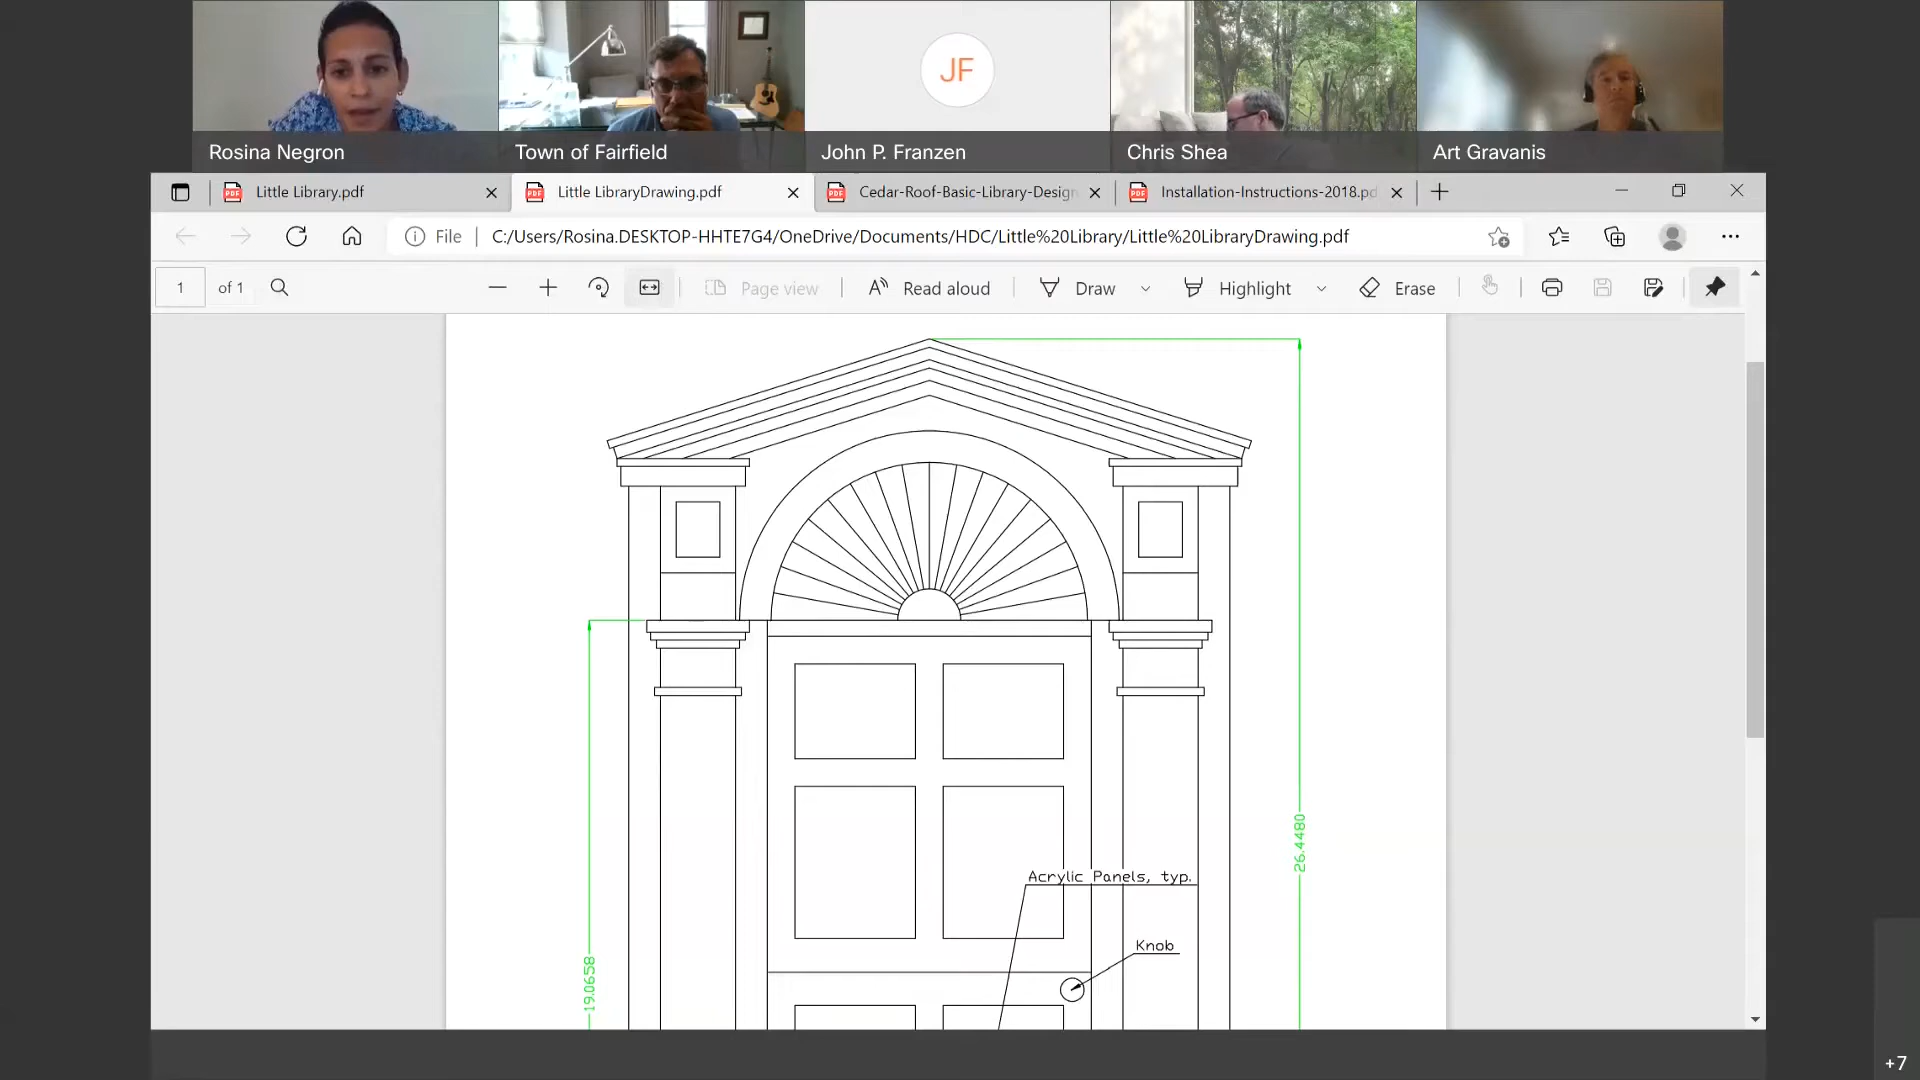 JF
Rosina Negron
Town of Fairfield
John P. Franzen
Chris Shea
Art Gravanis
Little Library.pdf
Little LibraryDrawing.pdf
Cedar-Roof-Basic-Library-Design
Installation-Instructions-2018.pd
File
C:/Users/Rosina.DESKTOP-HHTE7G4/OneDrive/Documents/HDC/Little%20Library/Little%20LibraryDrawing.pdf
1
of 1
Page view
Read aloud
Draw
Highlight
Erase
26.4480
Acrylic Panels, typ.
Knob
19.0658
+7